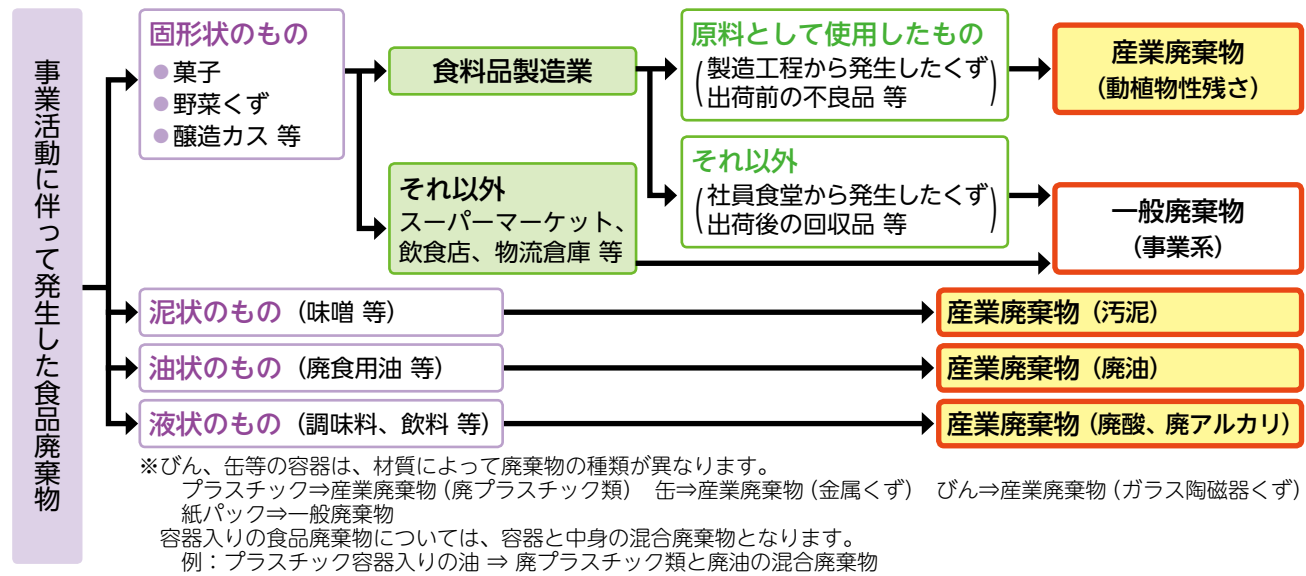 事業活動に伴って発生した食品廃棄物
固形状のもの
●菓子
●野菜くず
●醸造カス 等
食料品製造業
原料として使用したもの
(製造工程から発生したくず
出荷前の不良品 等)
産業廃棄物
(動植物性残さ)
それ以外
スーパーマーケット、
飲食店、物流倉庫 等
それ以外
(社員食堂から発生したくず
出荷後の回収品 等)
一般廃棄物
(事業系)
泥状のもの (味噌 等)
産業廃棄物 (汚泥)
油状のもの (廃食用油 等)
産業廃棄物 (廃油)
液状のもの (調味料、飲料 等)
産業廃棄物 (廃酸、廃アルカリ)
※びん、缶等の容器は、材質によって廃棄物の種類が異なります。
プラスチック⇒産業廃棄物 (廃プラスチック類) 缶⇒産業廃棄物 (金属くず) びん⇒産業廃棄物 (ガラス陶磁器くず)
紙パック⇒一般廃棄物
容器入りの食品廃棄物については、容器と中身の混合廃棄物となります。
例：プラスチック容器入りの油 ⇒ 廃プラスチック類と廃油の混合廃棄物